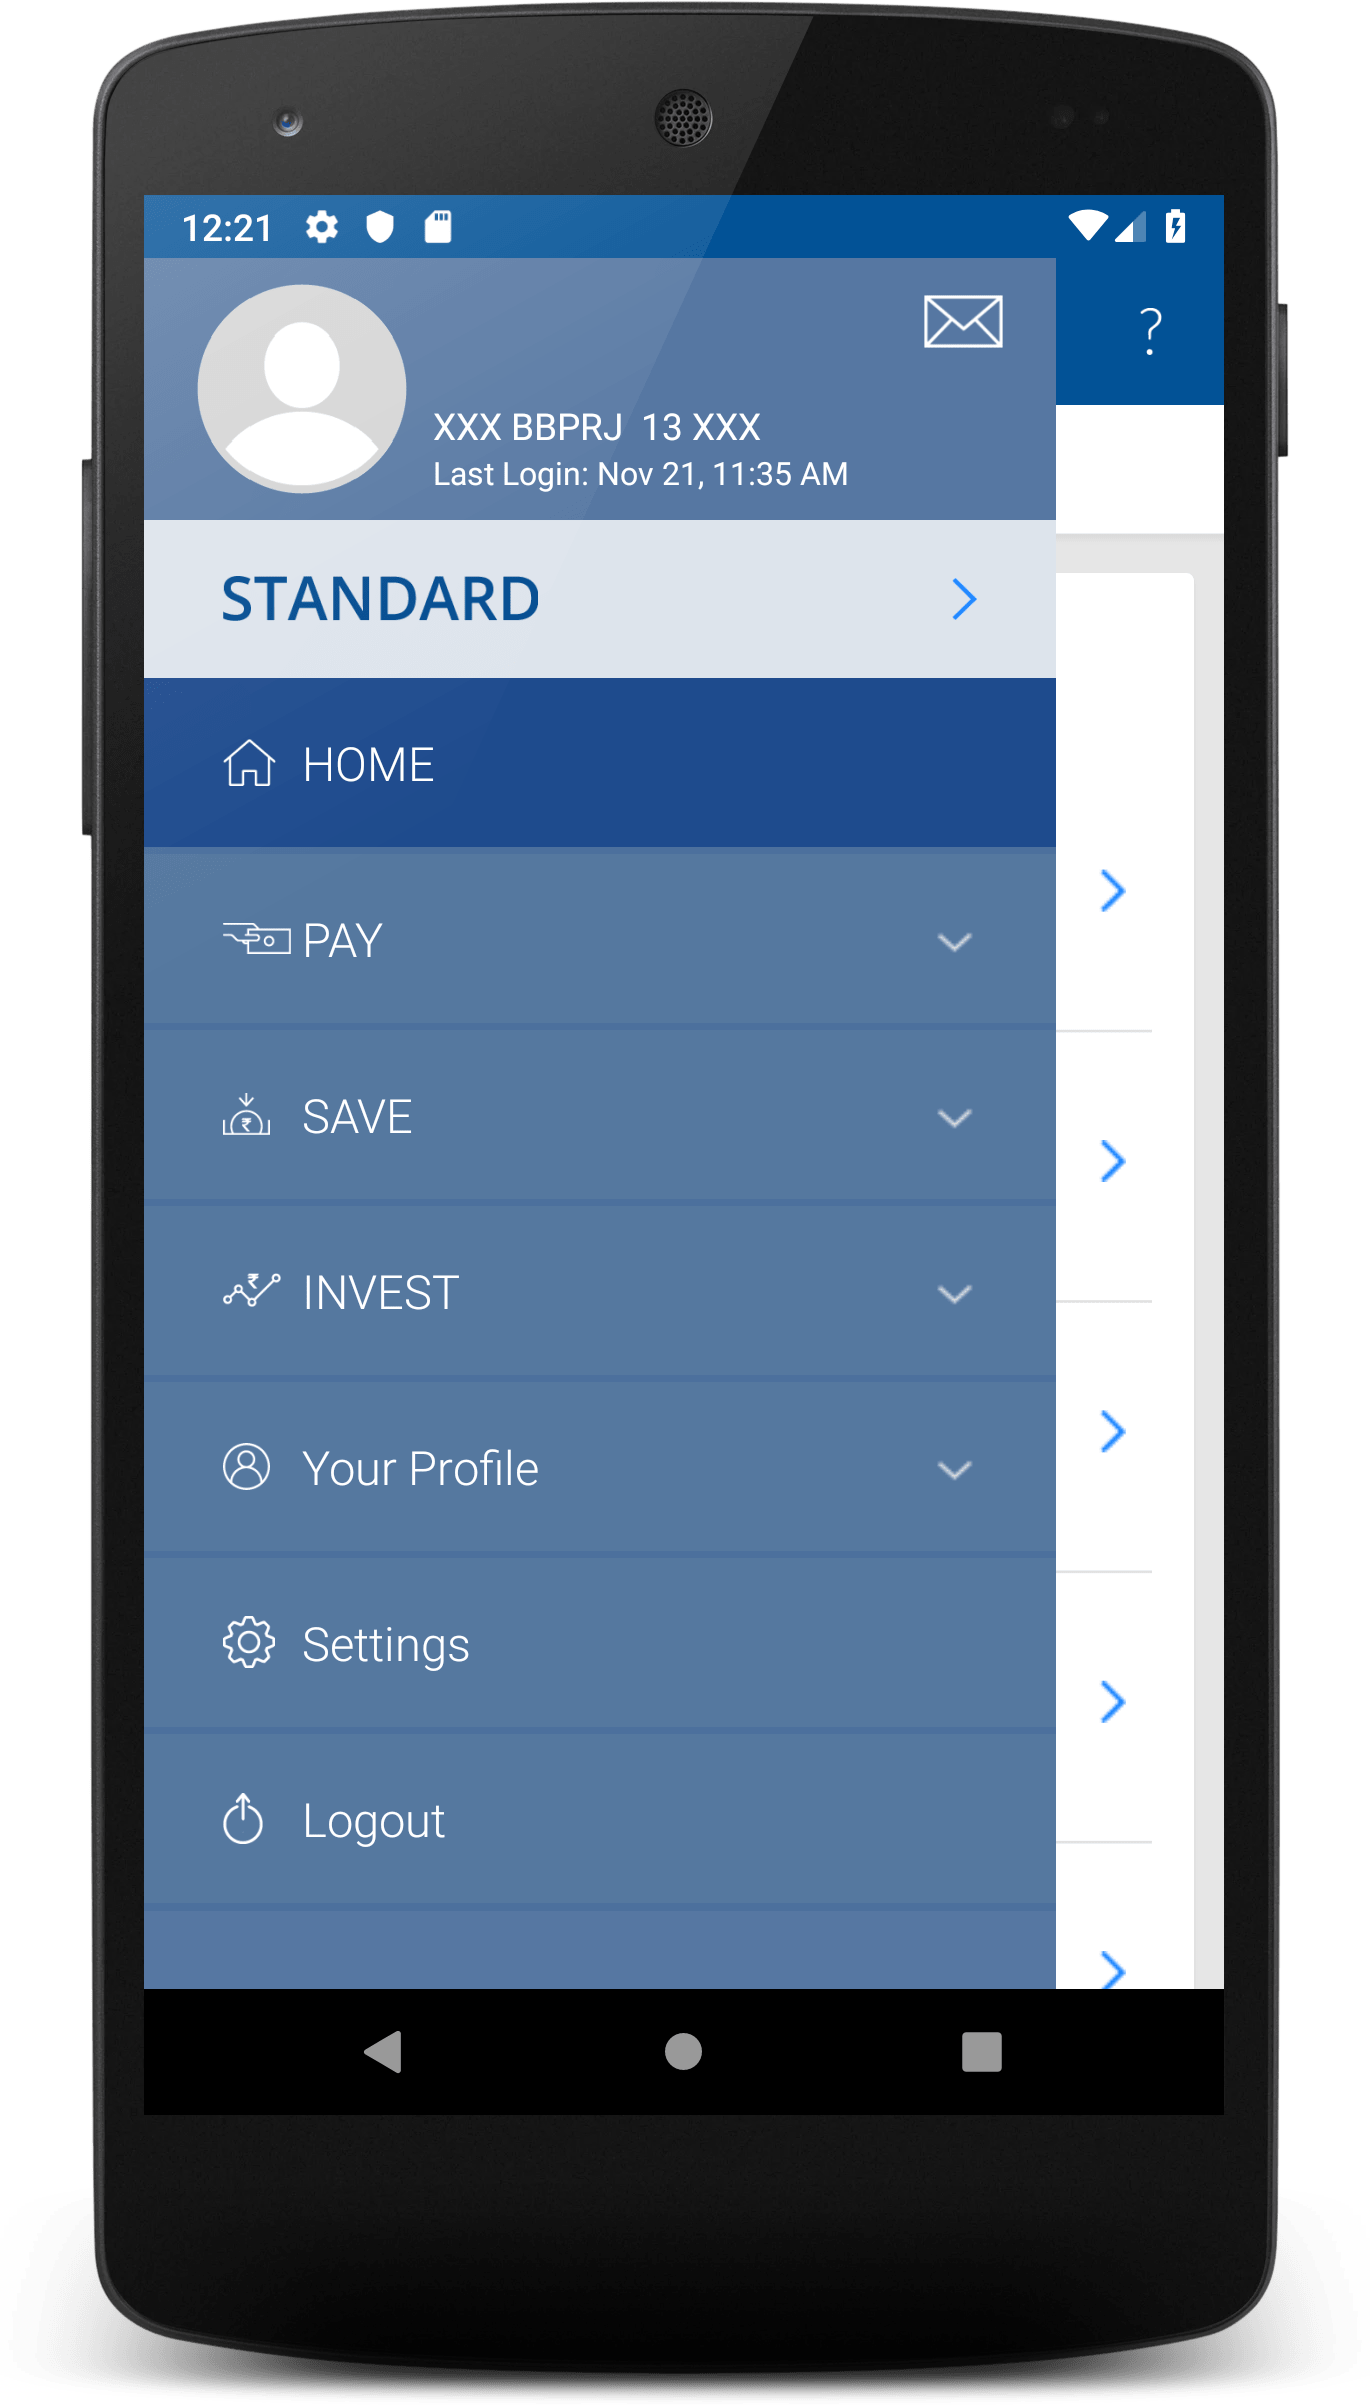 12:21
?
XXX BBPRJ  13 XXX
Last Login: Nov 21, 11:35 AM
STANDARD
HOME
PAY
SAVE
INVEST
Your Profile
Settings
Logout